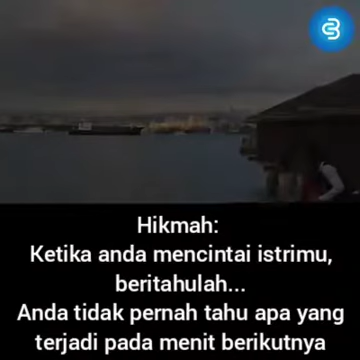 Hikmah:
Ketika anda mencintai istrimu,
beritahulah...
Anda tidak pernah tahu apa yang
terjadi pada menit berikutnya